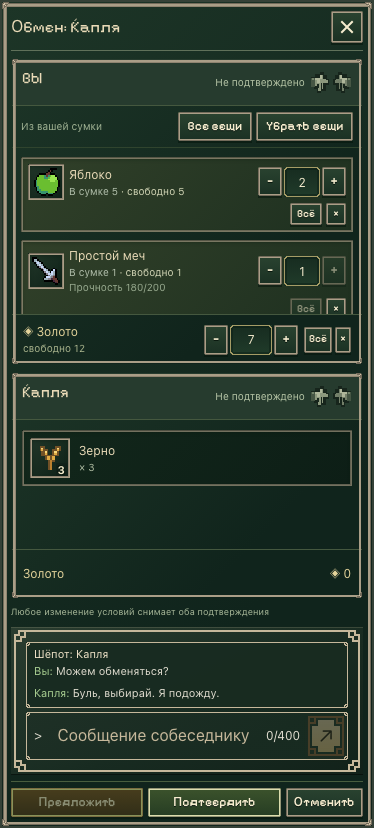 Обмен: Капля
×
Вы
Не подтверждено
Из вашей сумки
Все вещи
Убрать вещи
Яблоко
В сумке 5 · свободно 5
- 2 +
Всё ×
Простой меч
В сумке 1 · свободно 1
Прочность 180/200
- 1 +
Всё ×
Золото
свободно 12
- 7 + Всё ×
Капля
Не подтверждено
3
Зерно
× 3
Золото
0
Любое изменение условий снимает оба подтверждения
Шёпот: Капля
Вы: Можем обменяться?
Капля: Буль, выбирай. Я подожду.
> Сообщение собеседнику 0/400
Предложить
Подтвердить
Отменить